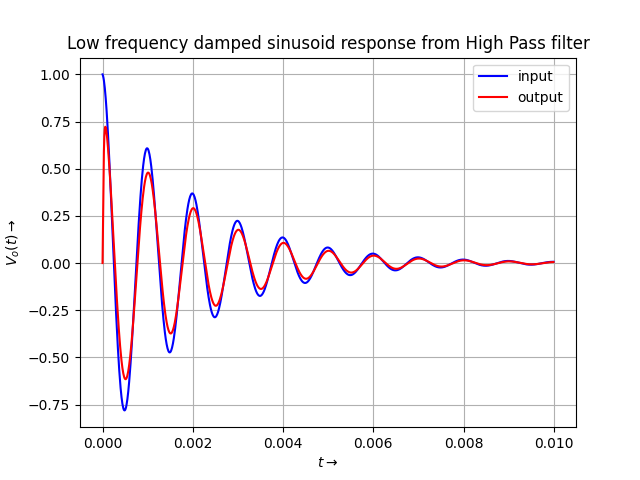 Low frequency damped sinusoid response from High Pass filter
input
output
1.00
0.75
0.50
0.25
0.00
−0.25
−0.50
−0.75
V_o(t) →
0.000 0.002 0.004 0.006 0.008 0.010
t →